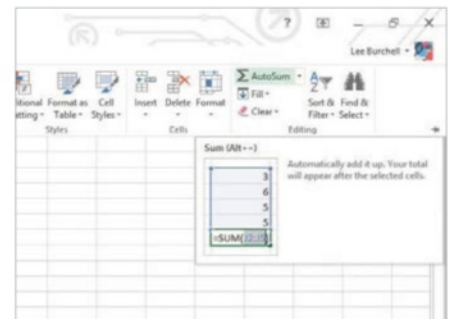 ?
Lee Burchell
AutoSum
Fill
Clear
Format as Table
Cell Styles
Insert
Delete
Format
Sort & Filter
Find & Select
Styles
Cells
Editing
Sum (Alt+=)
Automatically add it up. Your total
will appear after the selected cells.
3
6
5
5
=SUM(